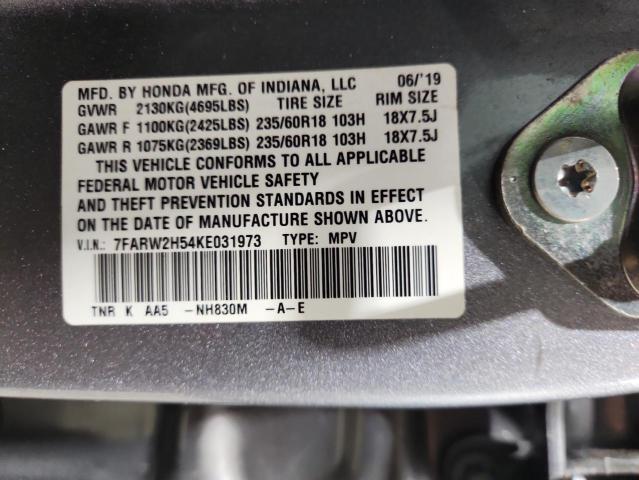 MFD. BY HONDA MFG. OF INDIANA, LLC 06/'19
GVWR 2130KG(4695LBS) TIRE SIZE RIM SIZE
GAWR F 1100KG(2425LBS) 235/60R18 103H 18X7.5J
GAWR R 1075KG(2369LBS) 235/60R18 103H 18X7.5J
THIS VEHICLE CONFORMS TO ALL APPLICABLE
FEDERAL MOTOR VEHICLE SAFETY
AND THEFT PREVENTION STANDARDS IN EFFECT
ON THE DATE OF MANUFACTURE SHOWN ABOVE.
V.I.N.: 7FARW2H54KE031973 TYPE: MPV
TNR K AA5 -NH830M -A-E